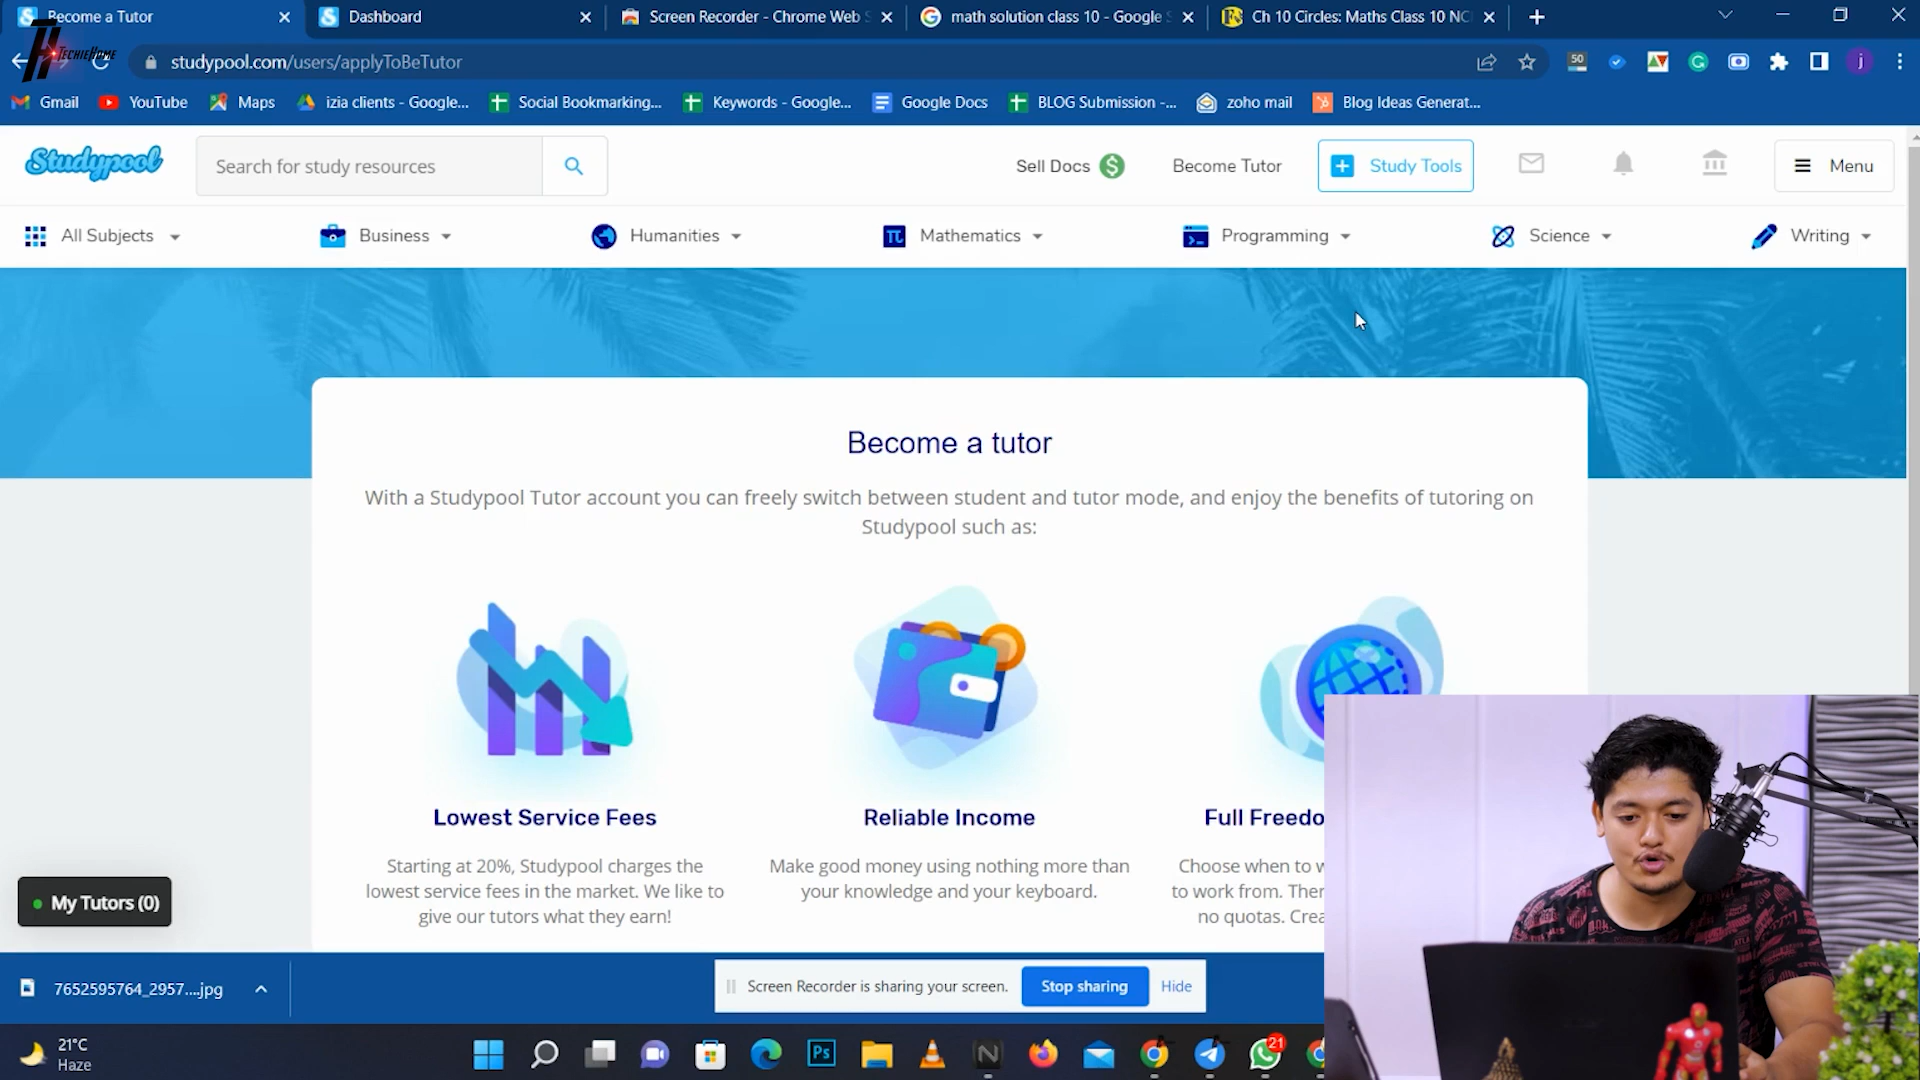 Become a Tutor
Dashboard
Screen Recorder - Chrome Web S
math solution class 10 - Google S
Ch 10 Circles: Maths Class 10 NC
TECHIEHOME
studypool.com/users/applyToBeTutor
50
j
Gmail
YouTube
Maps
izia clients - Google...
Social Bookmarking...
Keywords - Google...
Google Docs
BLOG Submission -...
zoho mail
Blog Ideas Generat...
Studypool
Search for study resources
Sell Docs $
Become Tutor
Study Tools
Menu
All Subjects
Business
Humanities
Mathematics
Programming
Science
Writing
Become a tutor
With a Studypool Tutor account you can freely switch between student and tutor mode, and enjoy the benefits of tutoring on
Studypool such as:
Lowest Service Fees
Starting at 20%, Studypool charges the
lowest service fees in the market. We like to
give our tutors what they earn!
Reliable Income
Make good money using nothing more than
your knowledge and your keyboard.
Full Freedo
Choose when to w
to work from. Ther
no quotas. Crea
My Tutors (0)
7652595764_2957....jpg
Screen Recorder is sharing your screen.
Stop sharing
Hide
21°C
Haze
Ps
N
21